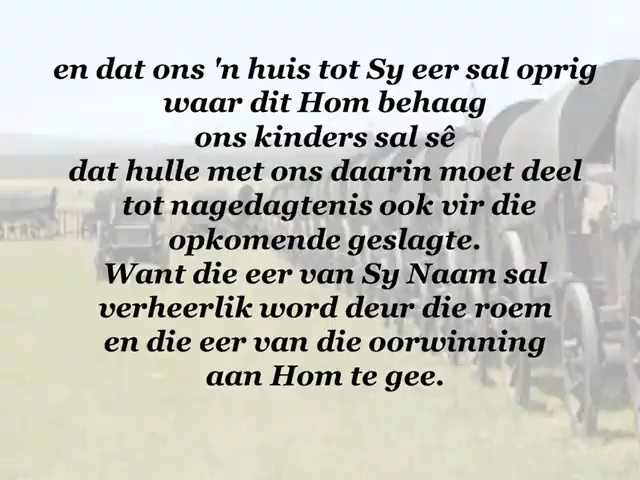 en dat ons 'n huis tot Sy eer sal oprig
waar dit Hom behaag
ons kinders sal sê
dat hulle met ons daarin moet deel
tot nagedagtenis ook vir die
opkomende geslagte.
Want die eer van Sy Naam sal
verheerlik word deur die roem
en die eer van die oorwinning
aan Hom te gee.